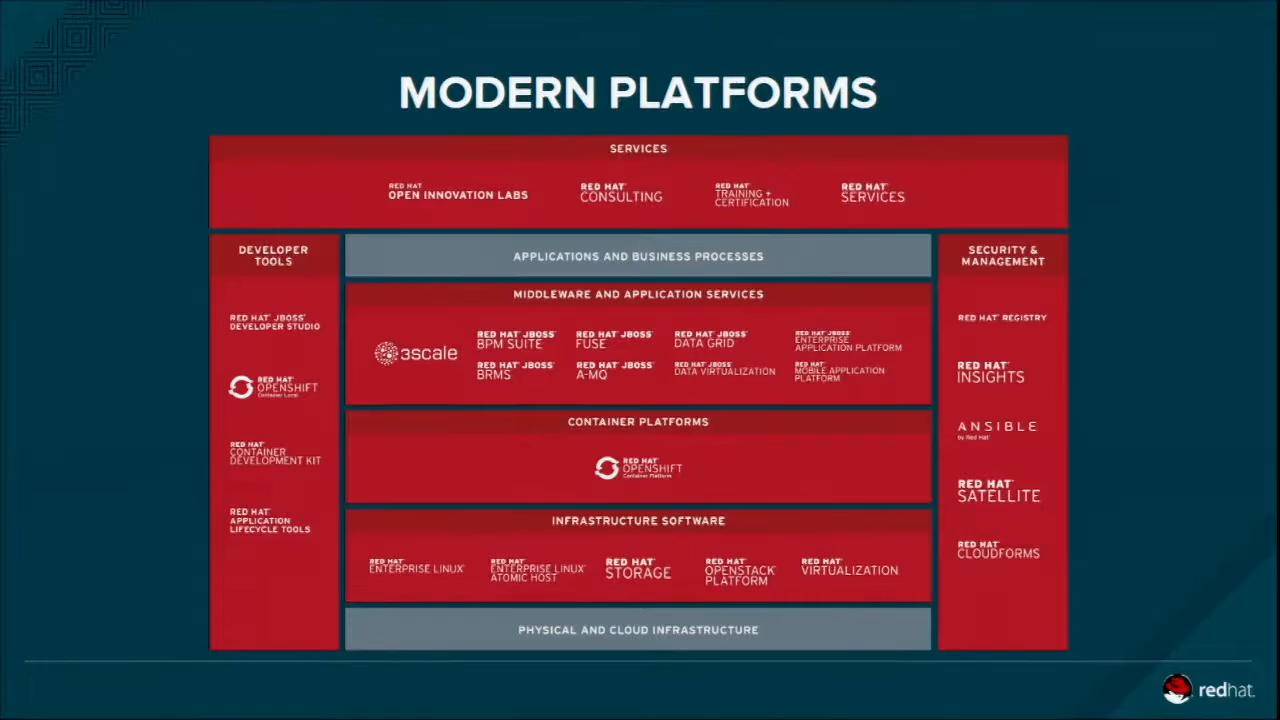 MODERN PLATFORMS
SERVICES
RED HAT
OPEN INNOVATION LABS
RED HAT
CONSULTING
RED HAT
TRAINING +
CERTIFICATION
RED HAT
SERVICES
DEVELOPER
TOOLS
RED HAT JBOSS
DEVELOPER STUDIO
RED HAT
OPENSHIFT
Container Local
RED HAT
CONTAINER
DEVELOPMENT KIT
RED HAT
APPLICATION
LIFECYCLE TOOLS
APPLICATIONS AND BUSINESS PROCESSES
MIDDLEWARE AND APPLICATION SERVICES
3scale
RED HAT JBOSS
BPM SUITE
RED HAT JBOSS
FUSE
RED HAT JBOSS
DATA GRID
RED HAT JBOSS
ENTERPRISE
APPLICATION PLATFORM
RED HAT JBOSS
BRMS
RED HAT JBOSS
A-MQ
RED HAT JBOSS
DATA VIRTUALIZATION
RED HAT
MOBILE APPLICATION
PLATFORM
CONTAINER PLATFORMS
RED HAT
OPENSHIFT
Container Platform
INFRASTRUCTURE SOFTWARE
RED HAT
ENTERPRISE LINUX
RED HAT
ENTERPRISE LINUX
ATOMIC HOST
RED HAT
STORAGE
RED HAT
OPENSTACK
PLATFORM
RED HAT
VIRTUALIZATION
PHYSICAL AND CLOUD INFRASTRUCTURE
SECURITY &
MANAGEMENT
RED HAT REGISTRY
RED HAT
INSIGHTS
ANSIBLE
by Red Hat
RED HAT
SATELLITE
RED HAT
CLOUDFORMS
redhat.